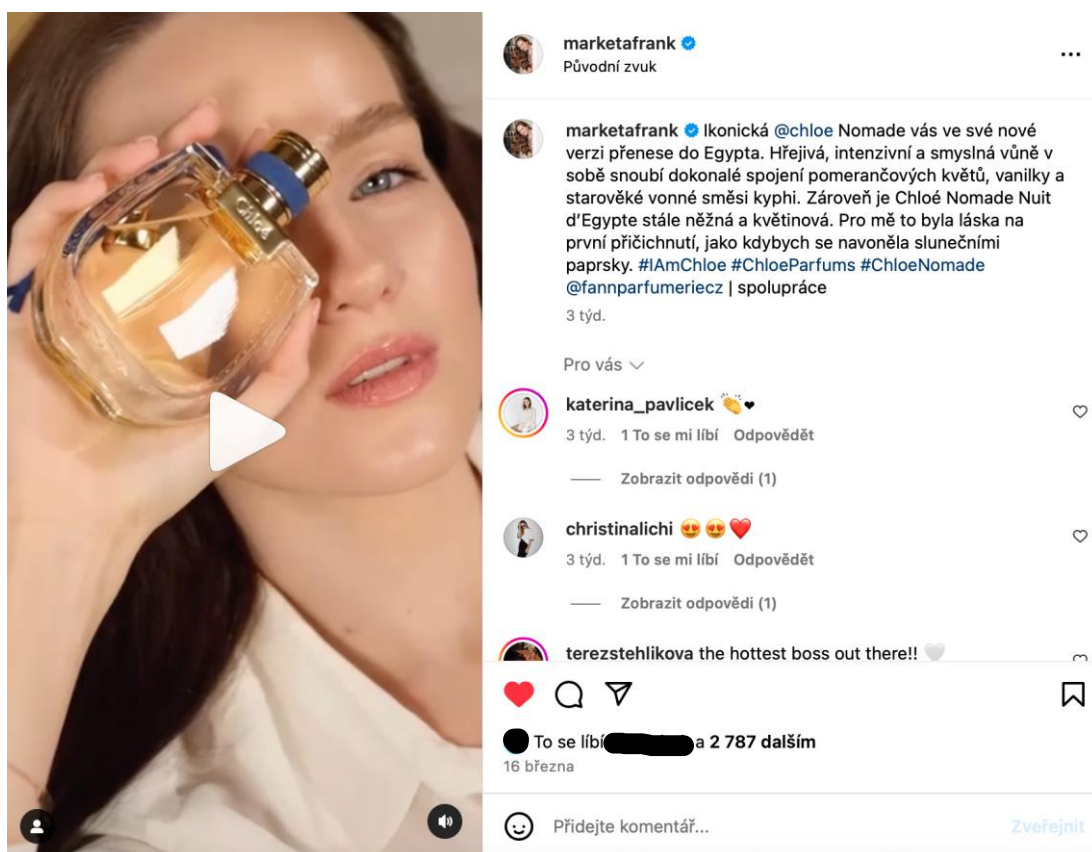 Chloé
marketafrank
Původní zvuk
marketafrank Ikonická @chloe Nomade vás ve své nové
verzi přenese do Egypta. Hřejivá, intenzivní a smyslná vůně v
sobě snoubí dokonalé spojení pomerančových květů, vanilky a
starověké vonné směsi kyphi. Zároveň je Chloé Nomade Nuit
d'Egypte stále něžná a květinová. Pro mě to byla láska na
první přičichnutí, jako kdybych se navoněla slunečními
paprsky. #IAmChloe #ChloeParfums #ChloeNomade
@fannparfumeriecz | spolupráce
3 týd.
Pro vás
katerina_pavlicek 👏❤
3 týd. 1 To se mi líbí Odpovědět
Zobrazit odpovědi (1)
christinalichi 😍😍❤️
3 týd. 1 To se mi líbí Odpovědět
Zobrazit odpovědi (1)
terezstehlikova the hottest boss out there!! 🤍
To se líbí a 2 787 dalším
16 března
Přidejte komentář...
Zveřejnit